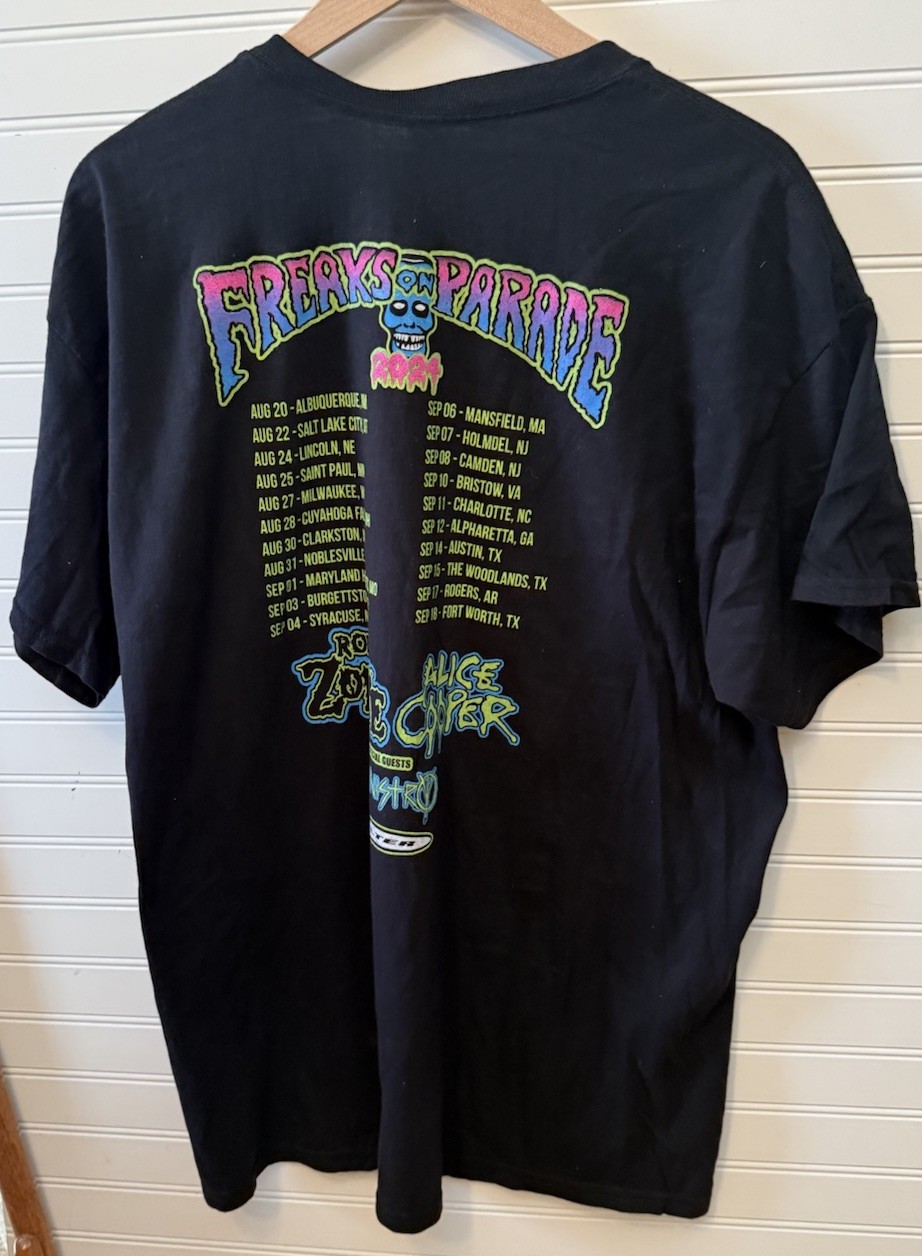 FREAKS ON PARADE
2024
AUG 20 - ALBUQUERQUE,
AUG 22 - SALT LAKE CITY,
AUG 24 - LINCOLN, NE
AUG 25 - SAINT PAUL,
AUG 27 - MILWAUKEE,
AUG 28 - CUYAHOGA
AUG 30 - CLARKSTON,
AUG 31 - NOBLESVILLE
SEP 01 - MARYLAND MO
SEP 03 - BURGETTST
SEP 04 - SYRACUSE,
SEP 06 - MANSFIELD, MA
SEP 07 - HOLMDEL, NJ
SEP 08 - CAMDEN, NJ
SEP 10 - BRISTOW, VA
SEP 11 - CHARLOTTE, NC
SEP 12 - ALPHARETTA, GA
SEP 14 - AUSTIN, TX
SEP 15 - THE WOODLANDS, TX
SEP 17 - ROGERS, AR
SEP 18 - FORT WORTH, TX
ROB
ZOMBIE
ALICE
COOPER
GUESTS